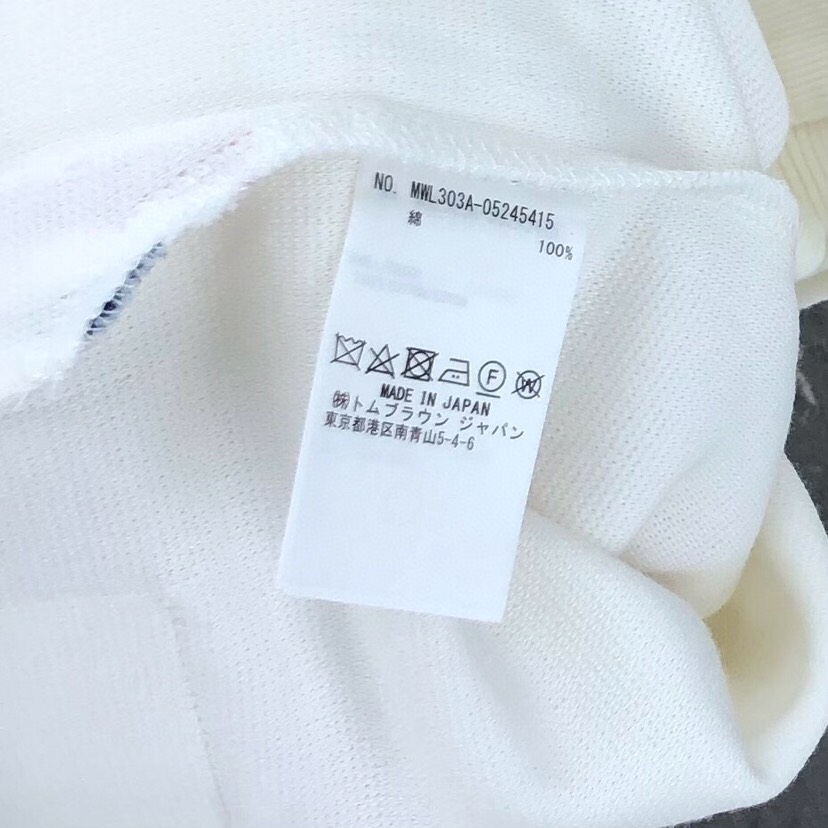 NO. MWL303A-05245415
綿 100%
F W
MADE IN JAPAN
㈱トムブラウン ジャパン
東京都港区南青山5-4-6